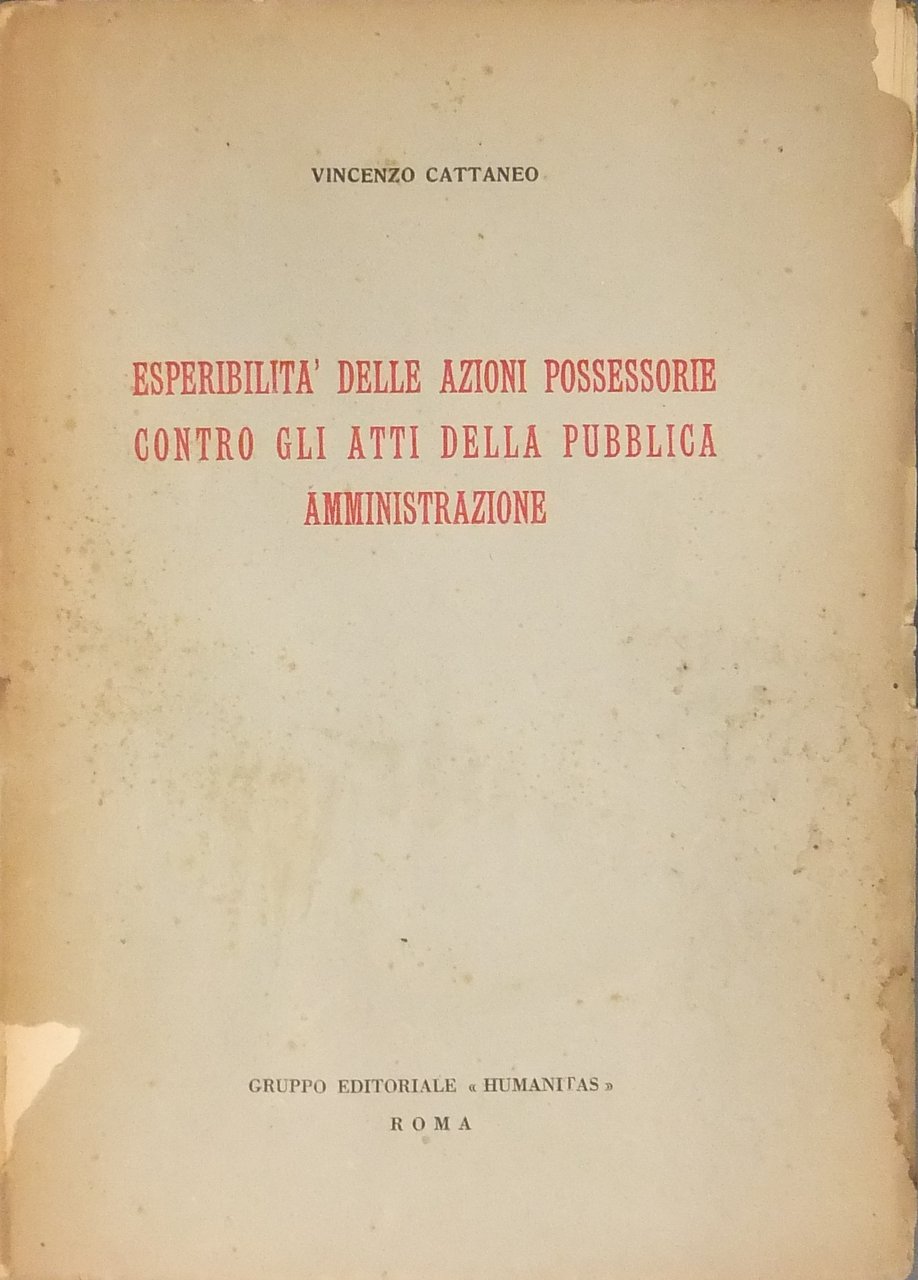 VINCENZO CATTANEO
ESPERIBILITA' DELLE AZIONI POSSESSORIE
CONTRO GLI ATTI DELLA PUBBLICA
AMMINISTRAZIONE
GRUPPO EDITORIALE « HUMANITAS »
ROMA